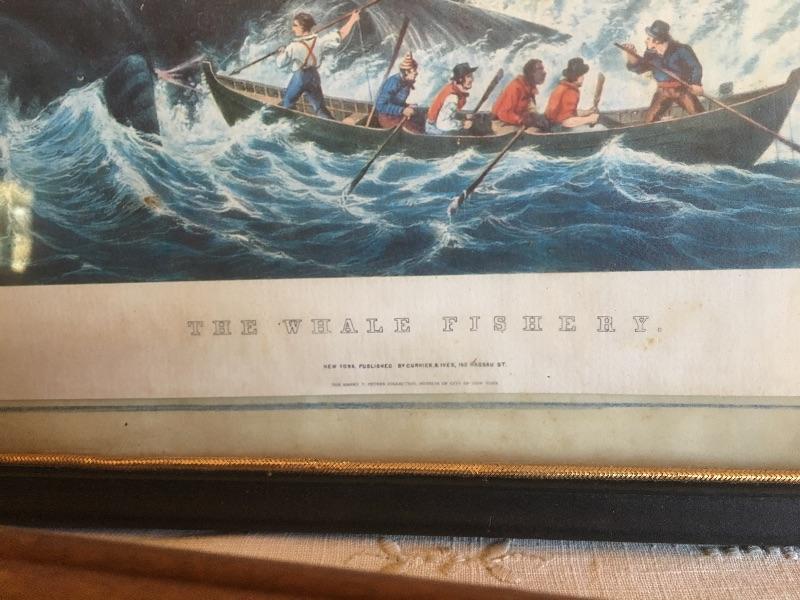 THE WHALE FISHERY.
NEW YORK, PUBLISHED BY CURRIER & IVES, 152 NASSAU ST.
THE HARRY T. PETERS COLLECTION, MUSEUM OF CITY OF NEW YORK